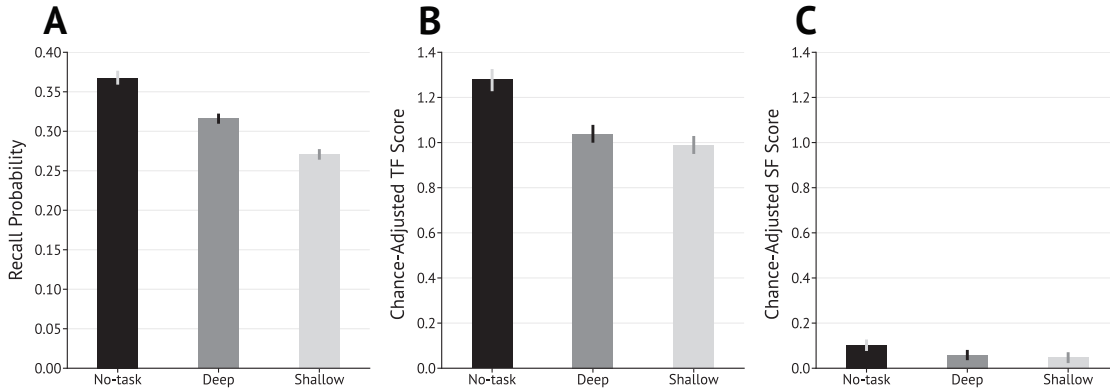 A
Recall Probability
0.40
0.35
0.30
0.25
0.20
0.15
0.10
0.05
0.00
No-task Deep Shallow
B
Chance-Adjusted TF Score
1.4
1.2
1.0
0.8
0.6
0.4
0.2
0.0
No-task Deep Shallow
C
Chance-Adjusted SF Score
1.4
1.2
1.0
0.8
0.6
0.4
0.2
0.0
No-task Deep Shallow